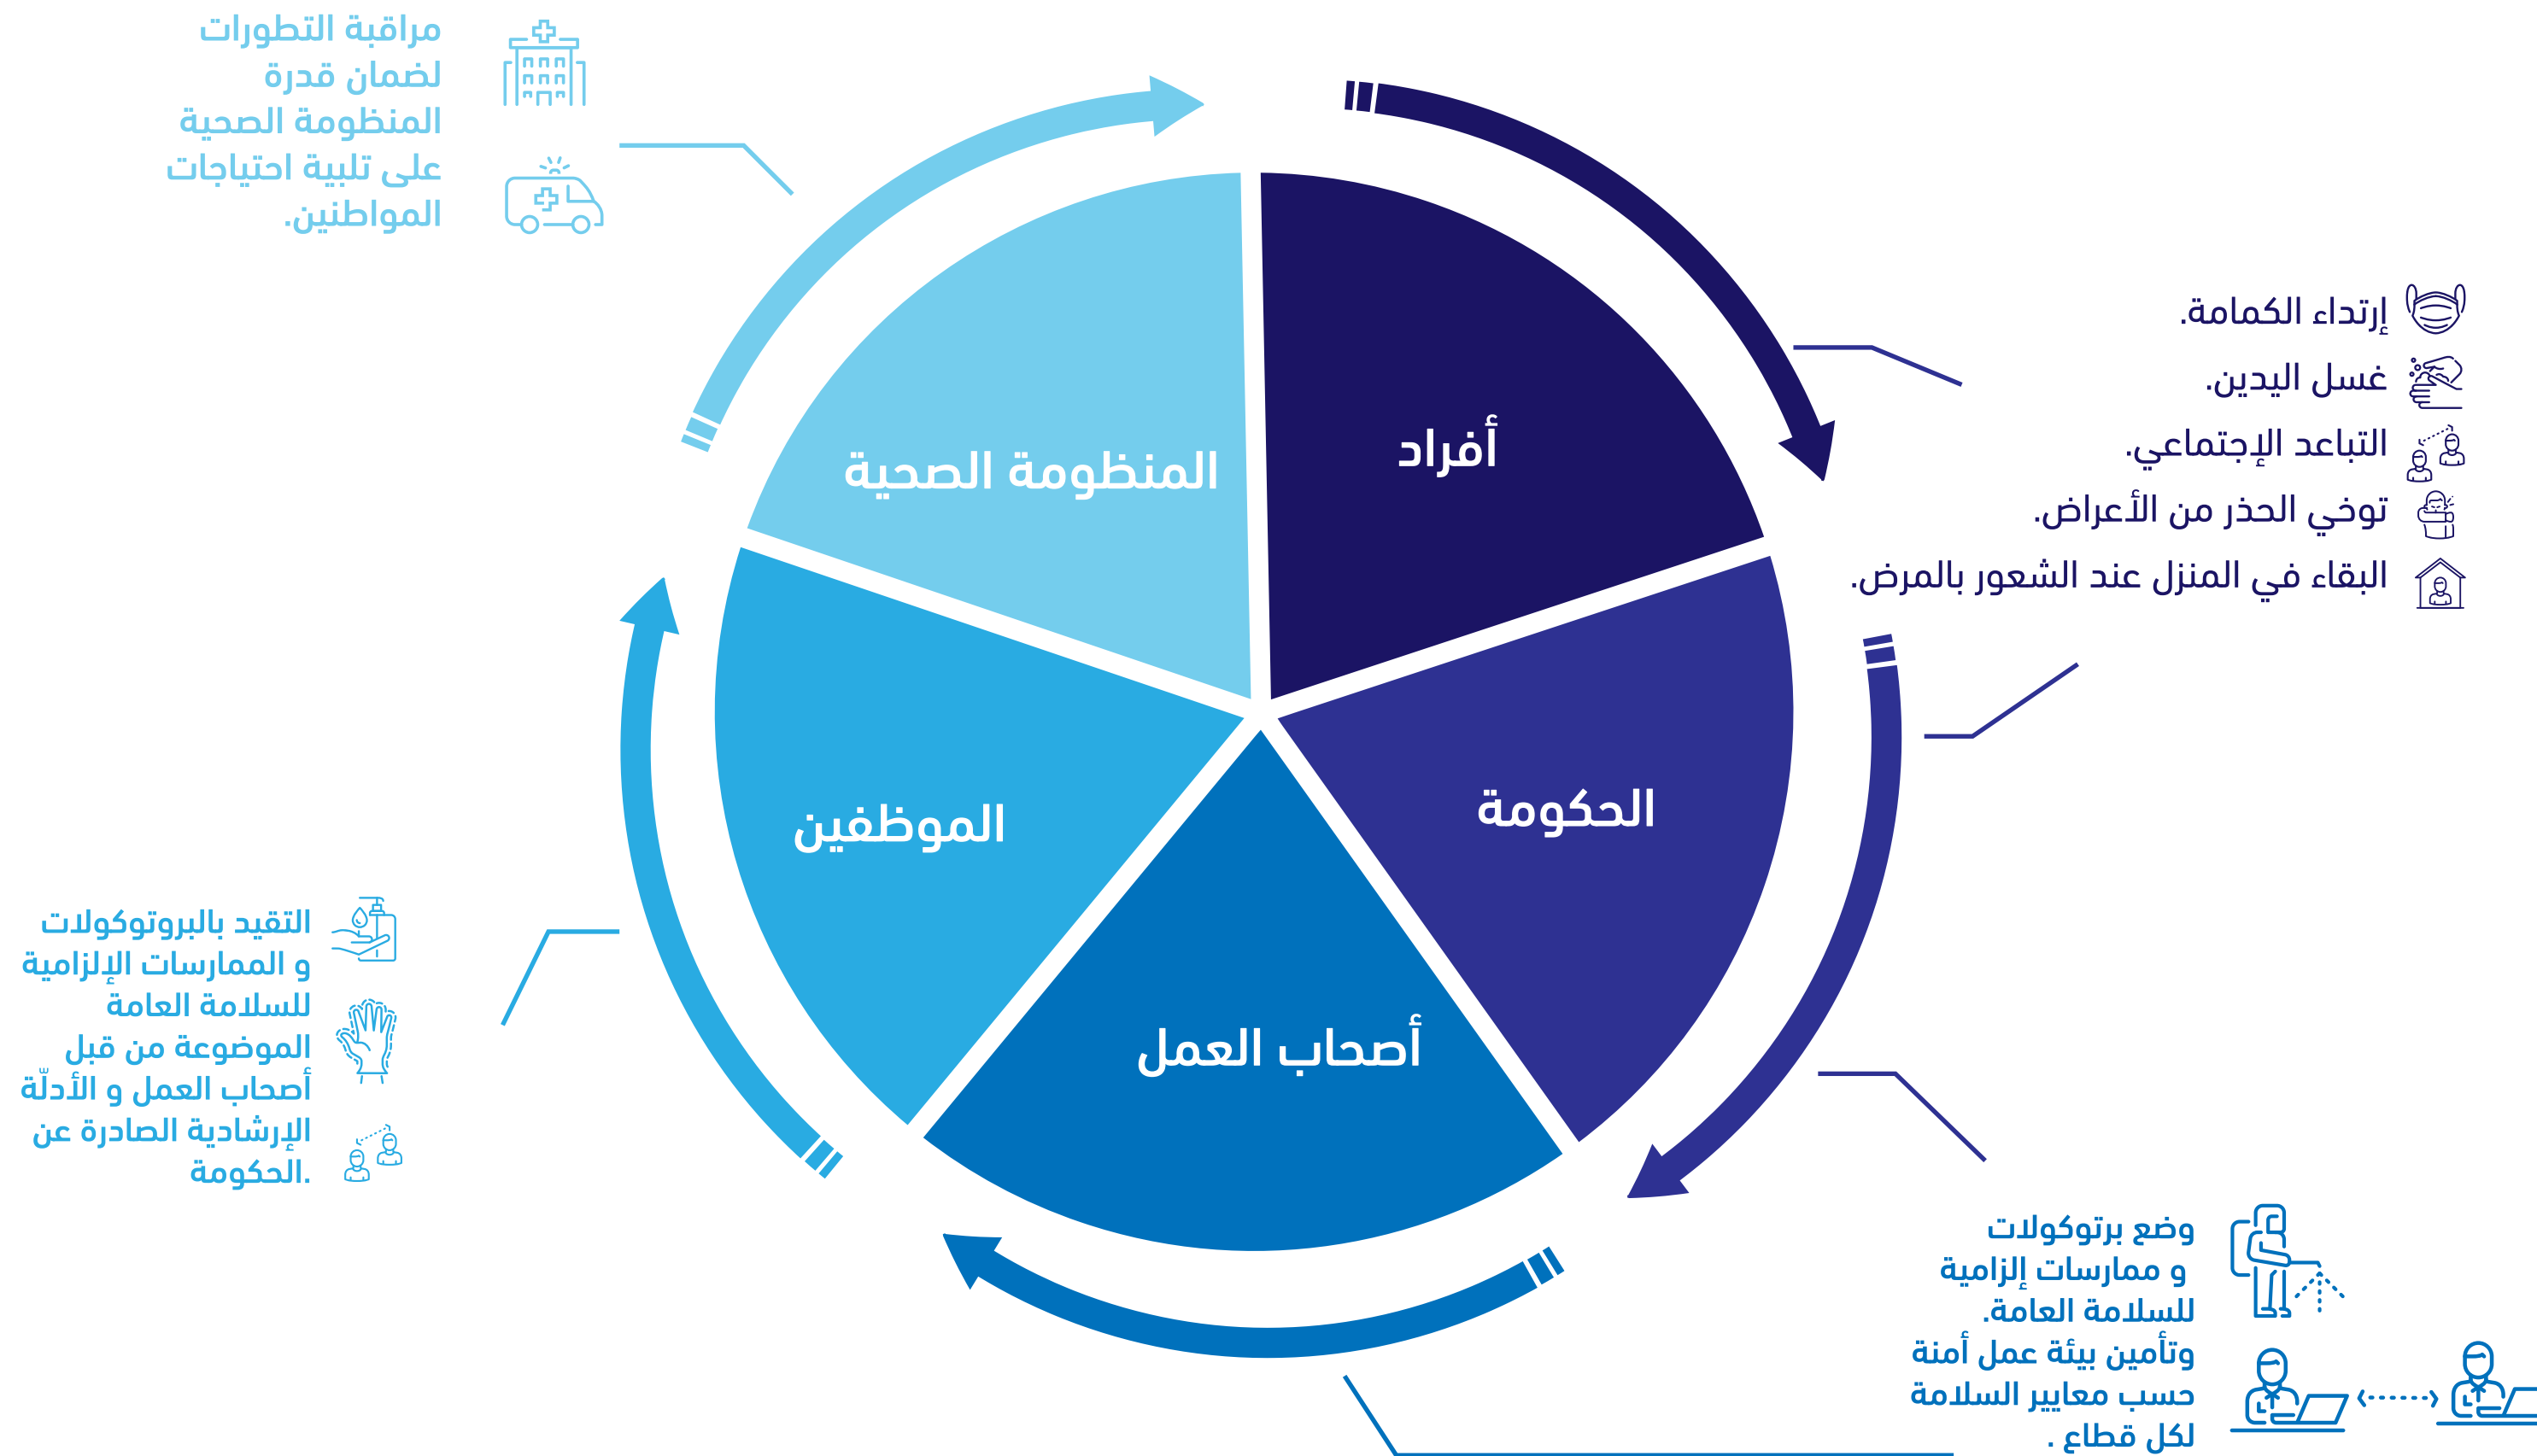 مراقبة التطورات
لضمان قدرة
المنظومة الصحية
على تلبية احتياجات
المواطنين.
إرتداء الكمامة.
غسل اليدين.
التباعد الإجتماعي.
توخي الحذر من الأعراض.
البقاء في المنزل عند الشعور بالمرض.
أفراد
المنظومة الصحية
الحكومة
الموظفين
أصحاب العمل
التقيد بالبروتوكولات
و الممارسات الإلزامية
للسلامة العامة
الموضوعة من قبل
أصحاب العمل و الأدلّة
الإرشادية الصادرة عن
.الحكومة
وضع برتوكولات
و ممارسات إلزامية
للسلامة العامة.
وتأمين بيئة عمل أمنة
حسب معايير السلامة
لكل قطاع .